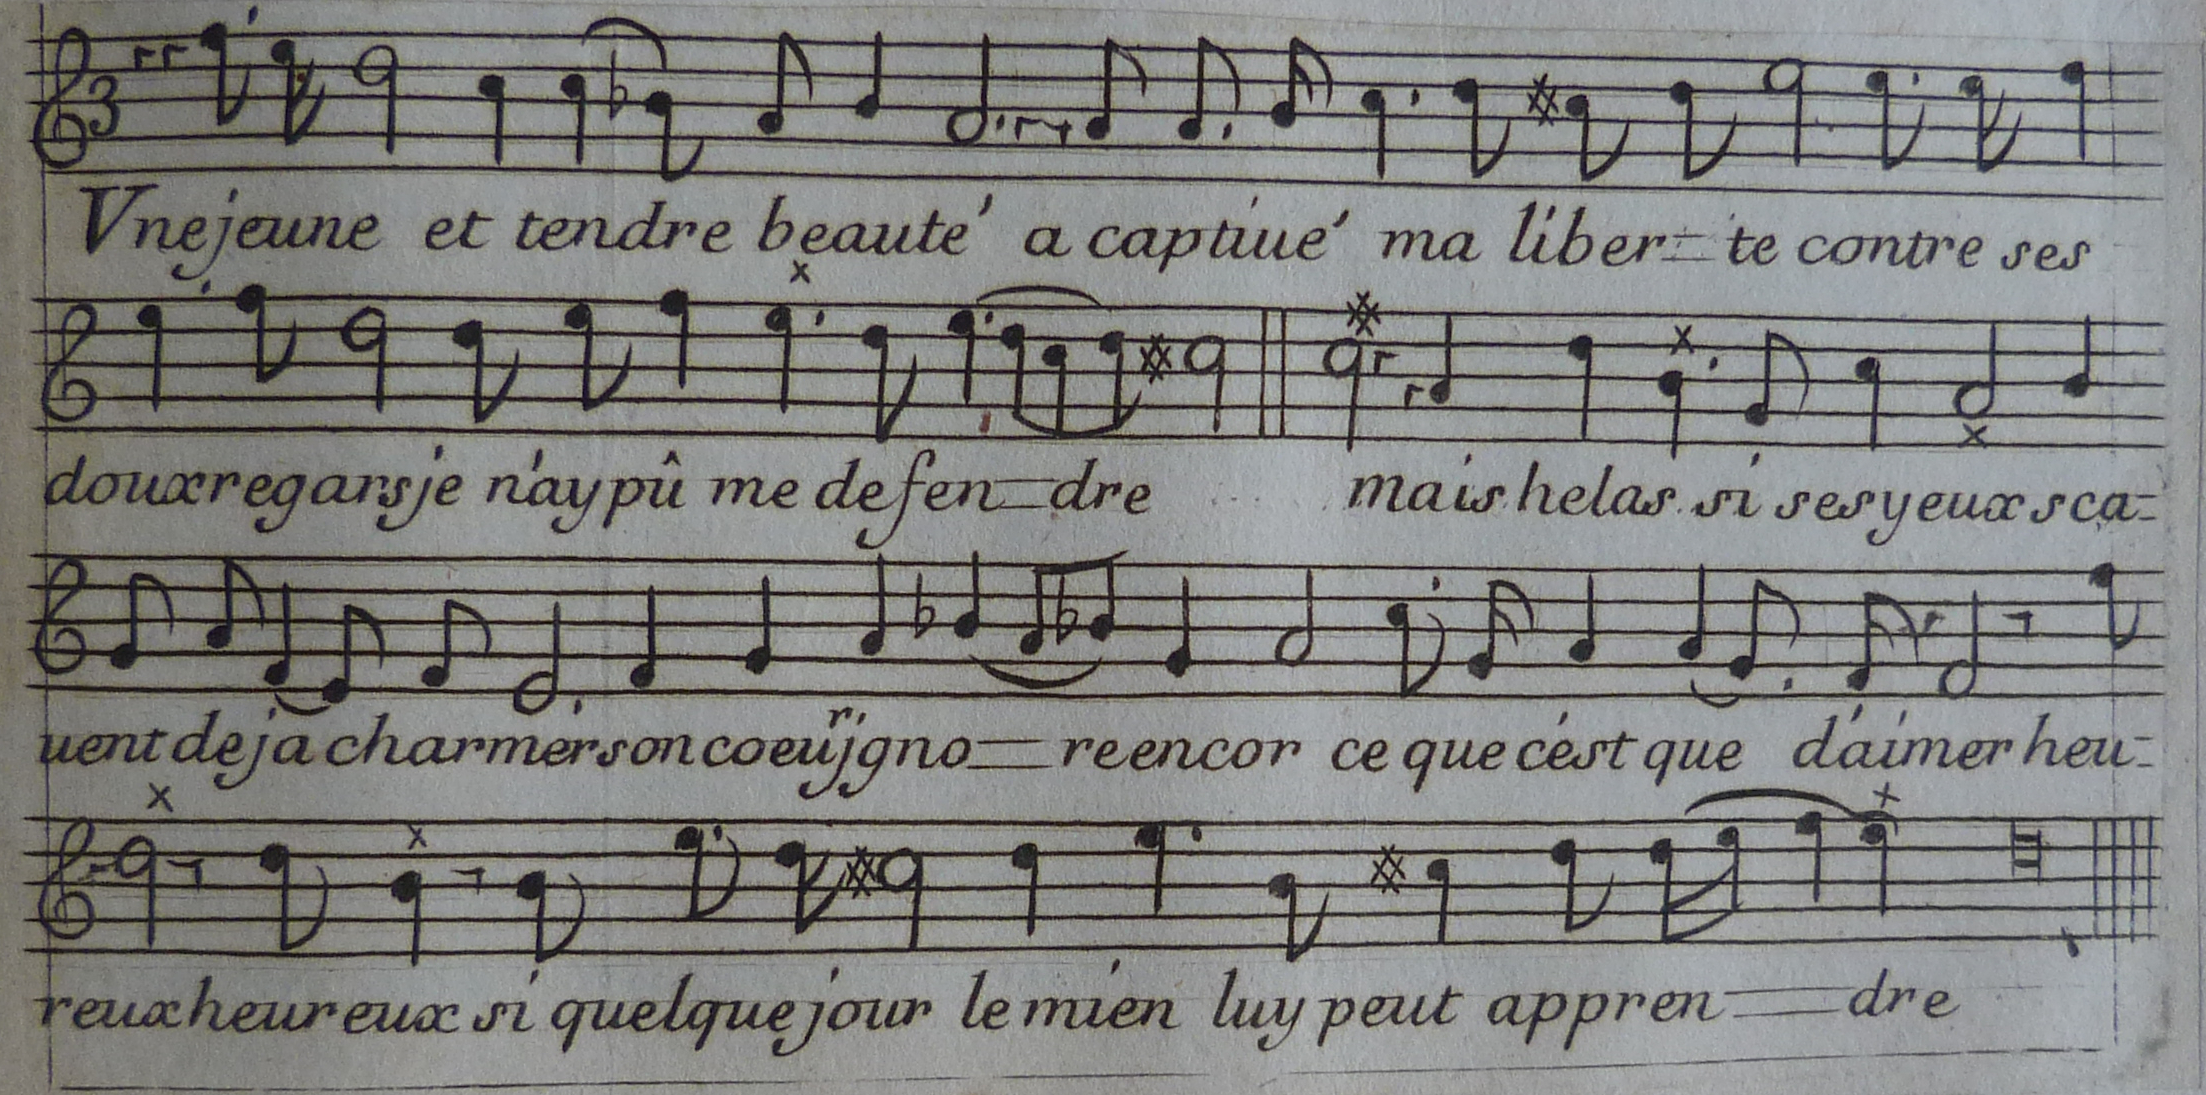 Vne jeune et tendre beauté a captiué ma liber=te contre ses
doux regars je n'ay pû me defen=dre mais helas si ses yeux sca=
uent deja charmer son coeur jgno=re encor ce que c'est que d'aimer heu=
reux heureux si quelque jour le mien luy peut appren=dre